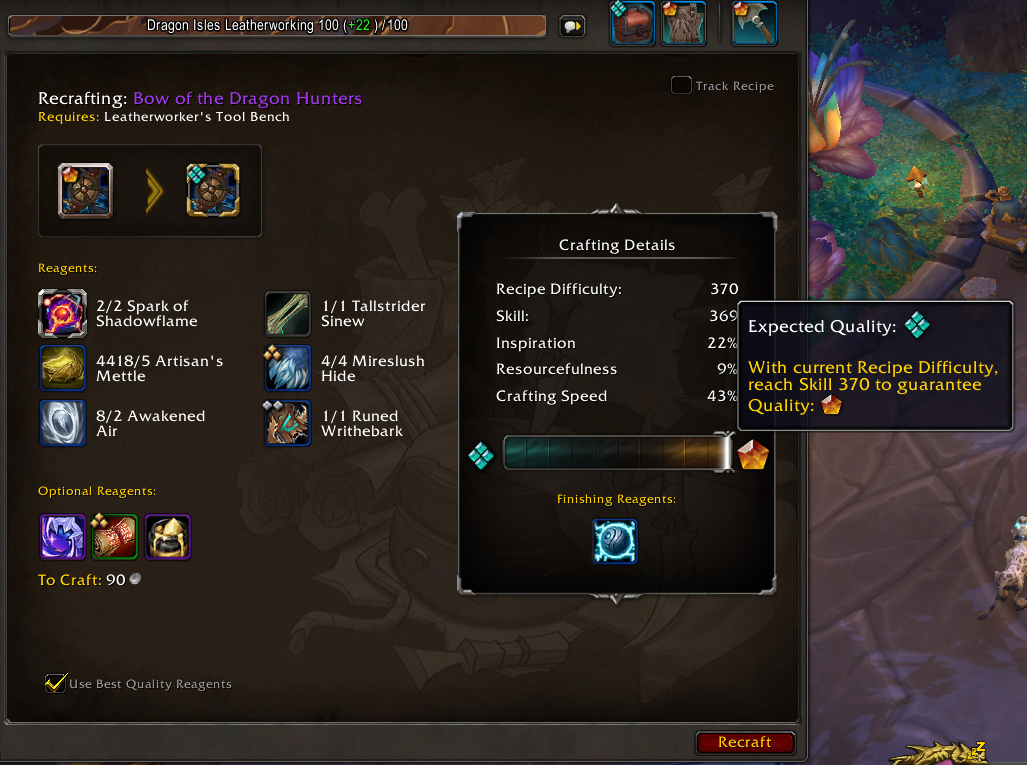 Dragon Isles Leatherworking 100 (+22 ) /100
Track Recipe
Recrafting: Bow of the Dragon Hunters
Requires: Leatherworker's Tool Bench
Reagents:
2/2 Spark of
Shadowflame
1/1 Tallstrider
Sinew
4418/5 Artisan's
Mettle
4/4 Mireslush
Hide
8/2 Awakened
Air
1/1 Runed
Writhebark
Optional Reagents:
To Craft: 90
Use Best Quality Reagents
Crafting Details
Recipe Difficulty: 370
Skill: 369
Inspiration 22%
Resourcefulness 9%
Crafting Speed 43%
Finishing Reagents:
Expected Quality:
With current Recipe Difficulty,
reach Skill 370 to guarantee
Quality:
Recraft
z
z